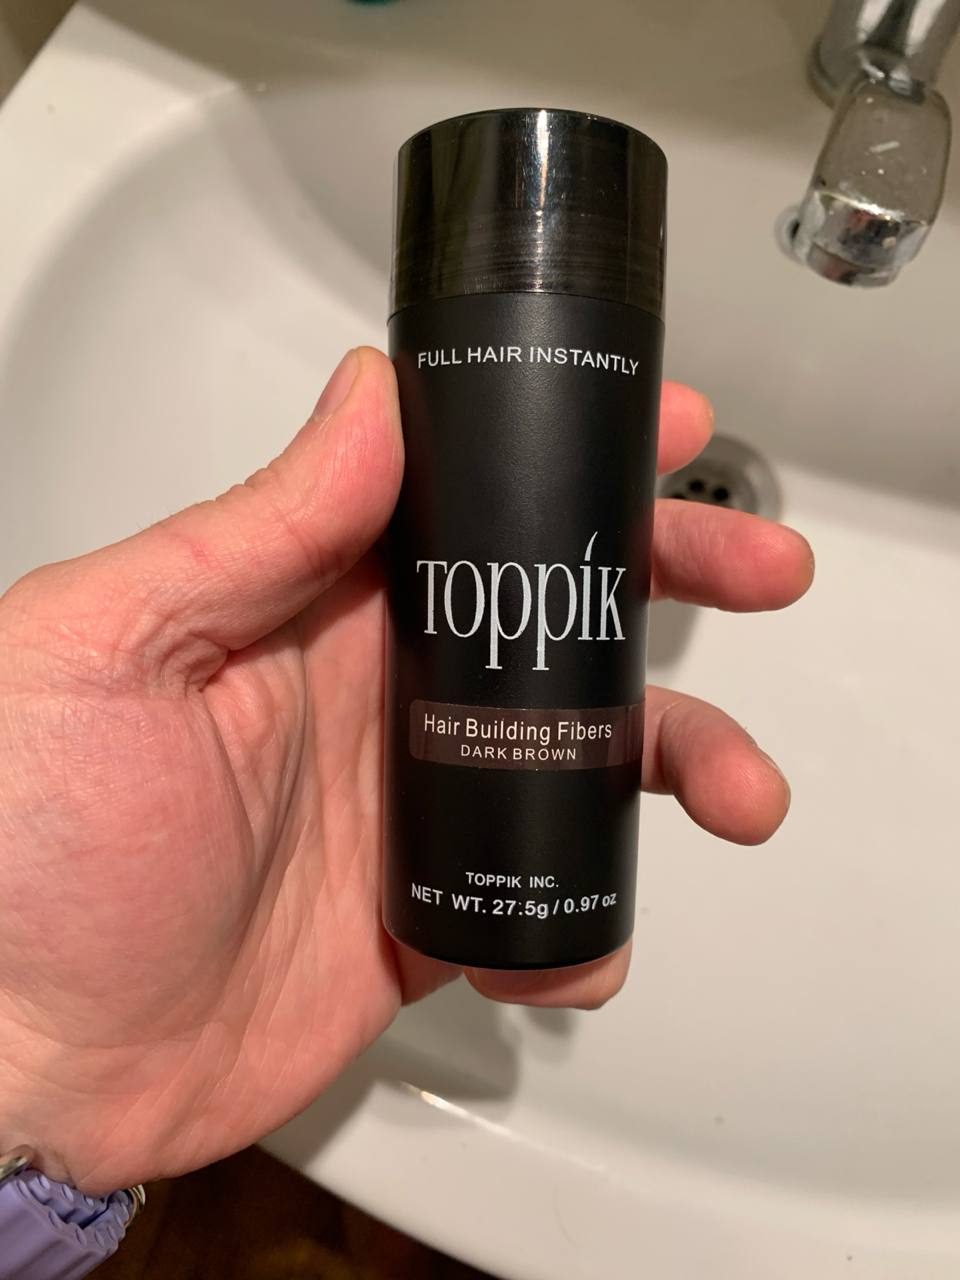 FULL HAIR INSTANTLY
Toppik
Hair Building Fibers
DARK BROWN
TOPPIK INC.
NET WT. 27.5g / 0.97 oz